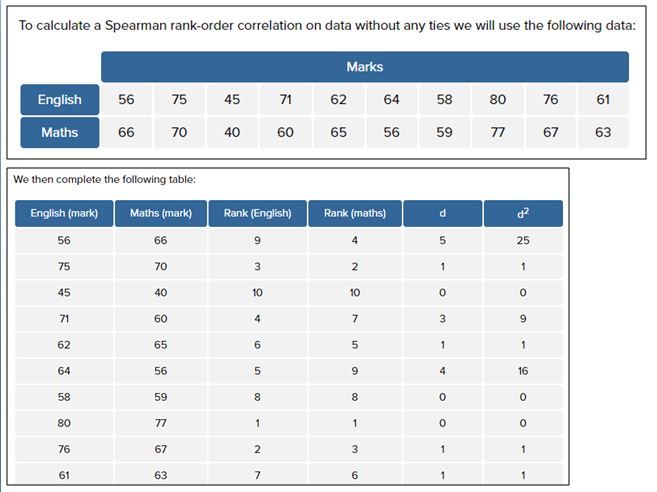 To calculate a Spearman rank-order correlation on data without any ties we will use the following data:
Marks
English 56 75 45 71 62 64 58 80 76 61
Maths 66 70 40 60 65 56 59 77 67 63
We then complete the following table:
English (mark) Maths (mark) Rank (English) Rank (maths) d d²
56 66 9 4 5 25
75 70 3 2 1 1
45 40 10 10 0 0
71 60 4 7 3 9
62 65 6 5 1 1
64 56 5 9 4 16
58 59 8 8 0 0
80 77 1 1 0 0
76 67 2 3 1 1
61 63 7 6 1 1